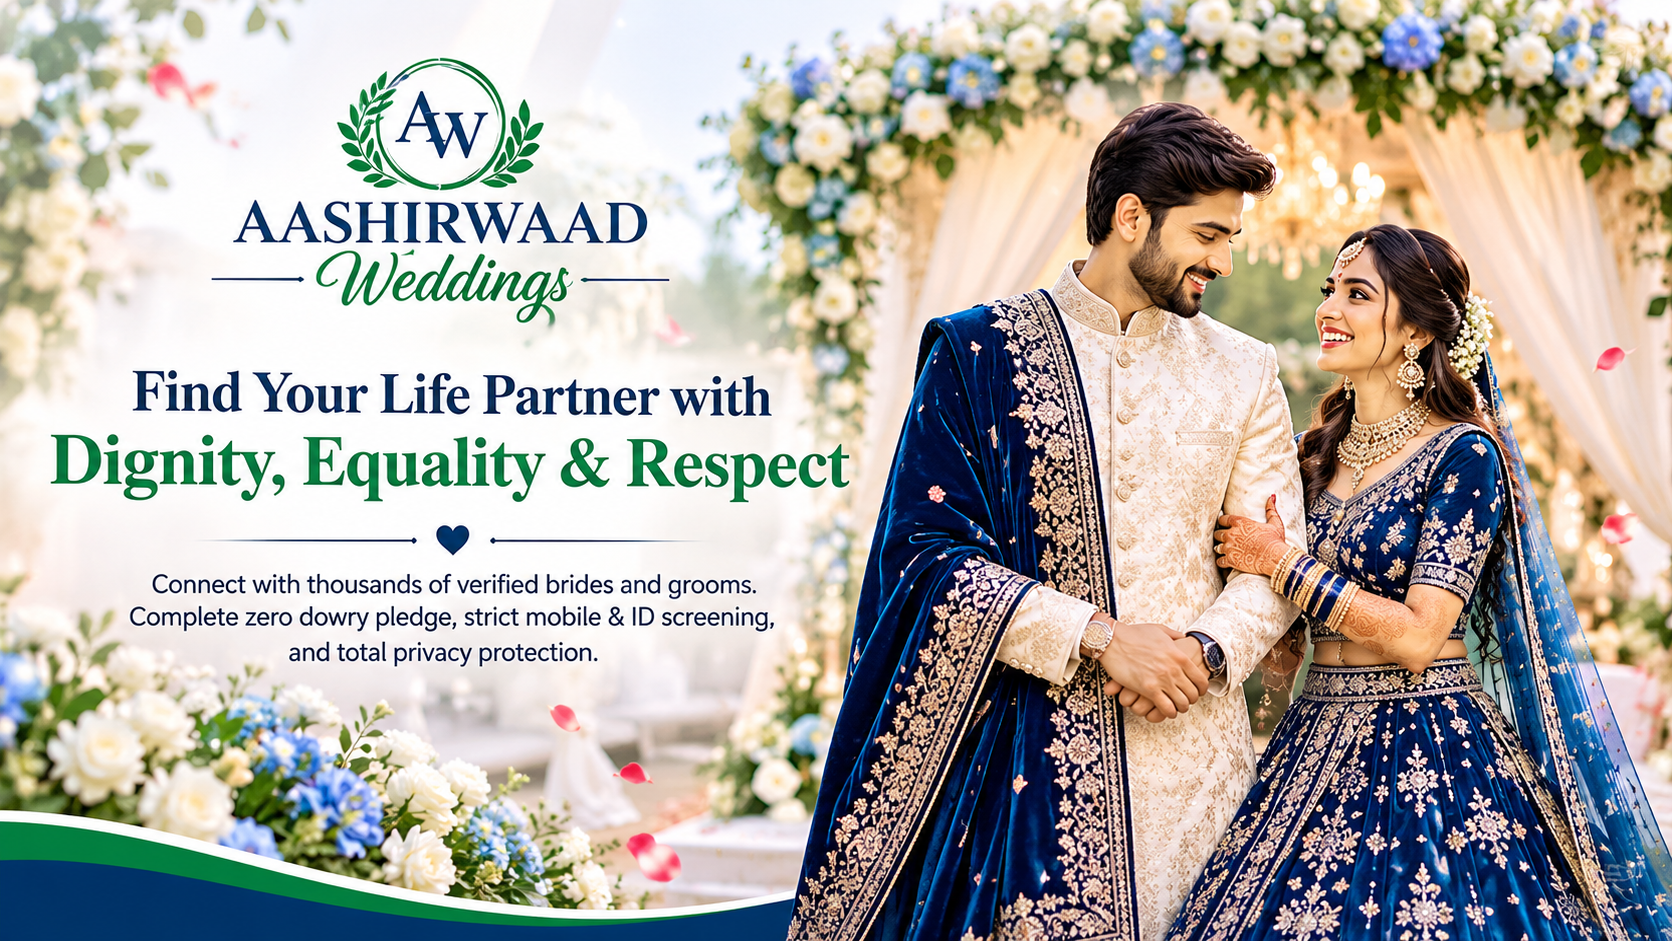 AW
AASHIRWAAD
Weddings
Find Your Life Partner with
Dignity, Equality & Respect
Connect with thousands of verified brides and grooms.
Complete zero dowry pledge, strict mobile & ID screening,
and total privacy protection.